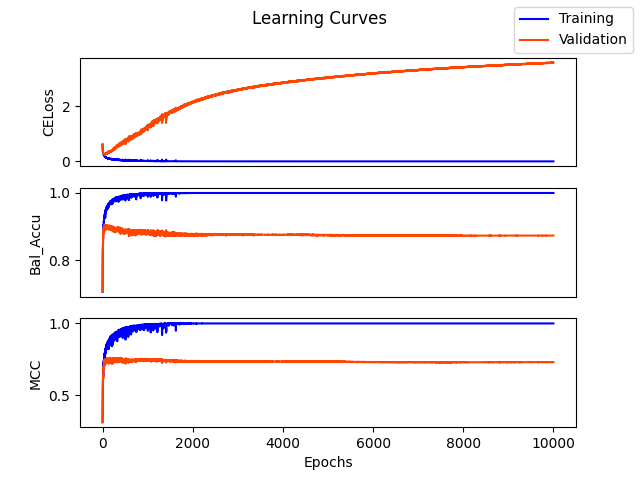 Learning Curves
Training
Validation
CELoss
2
0
Bal_Accu
1.0
0.8
MCC
1.0
0.5
0 2000 4000 6000 8000 10000
Epochs